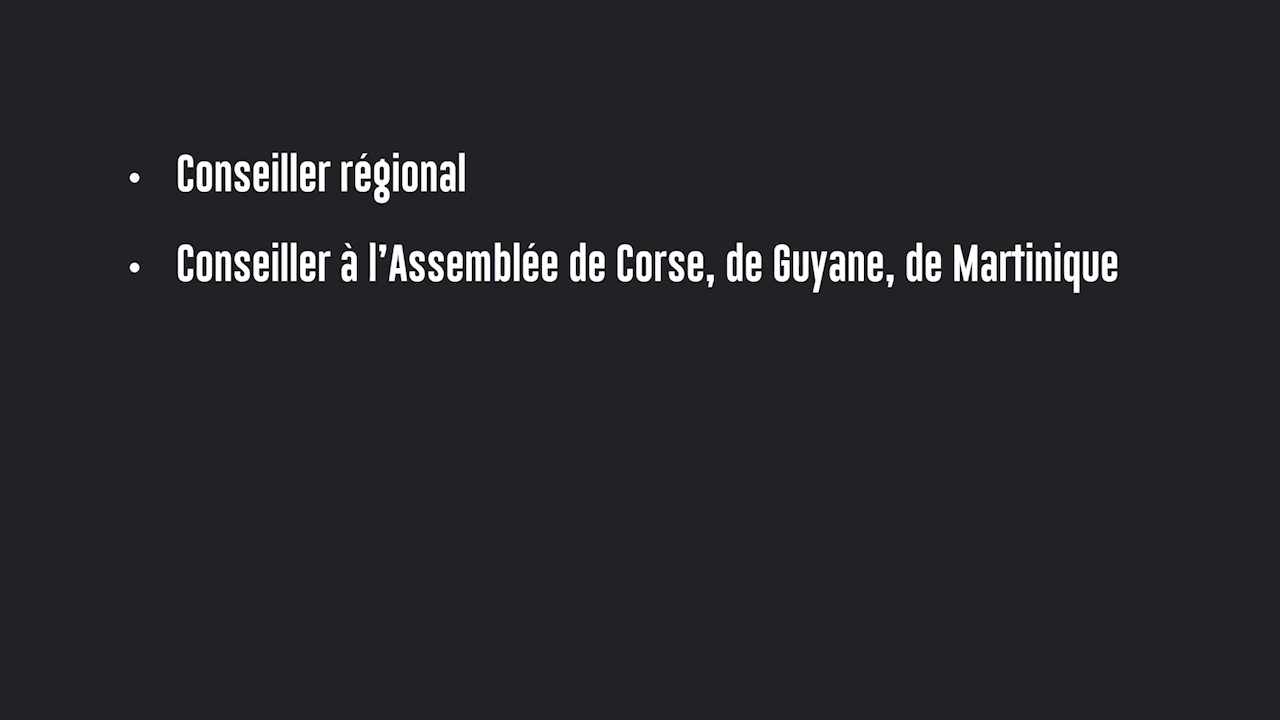 • Conseiller régional
• Conseiller à l’Assemblée de Corse, de Guyane, de Martinique